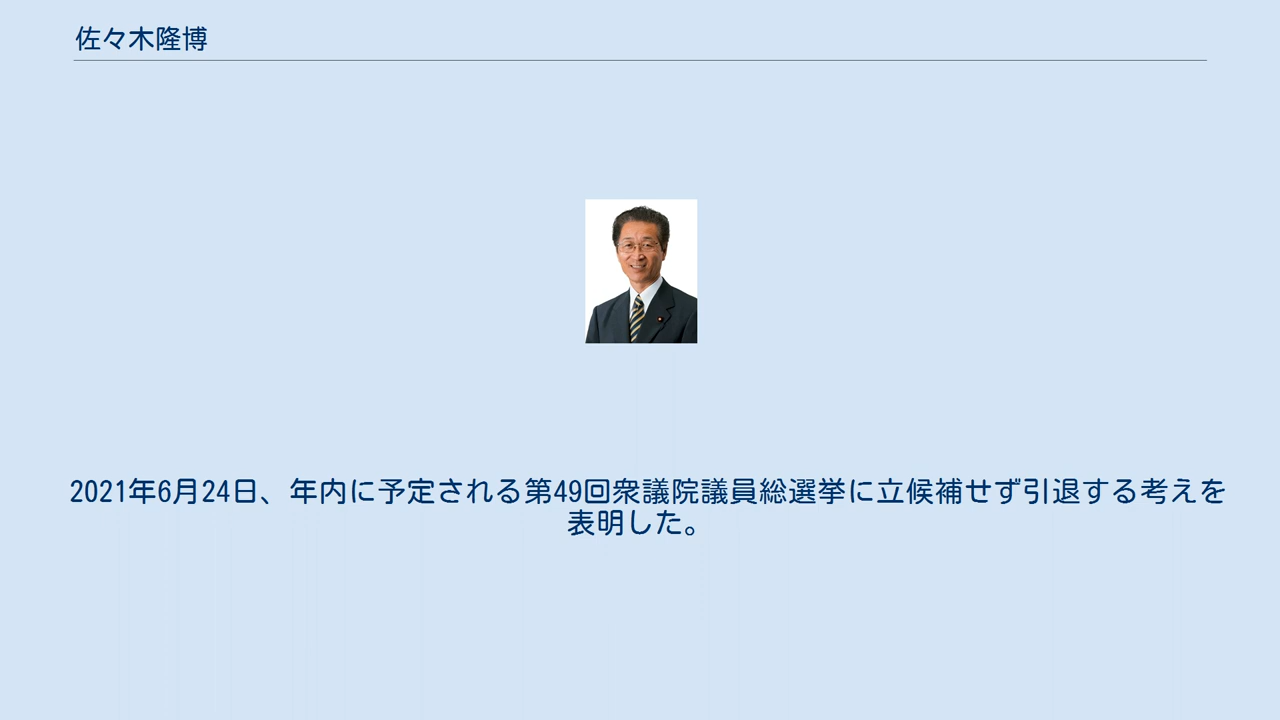 佐々木隆博
2021年6月24日、年内に予定される第49回衆議院議員総選挙に立候補せず引退する考えを
表明した。